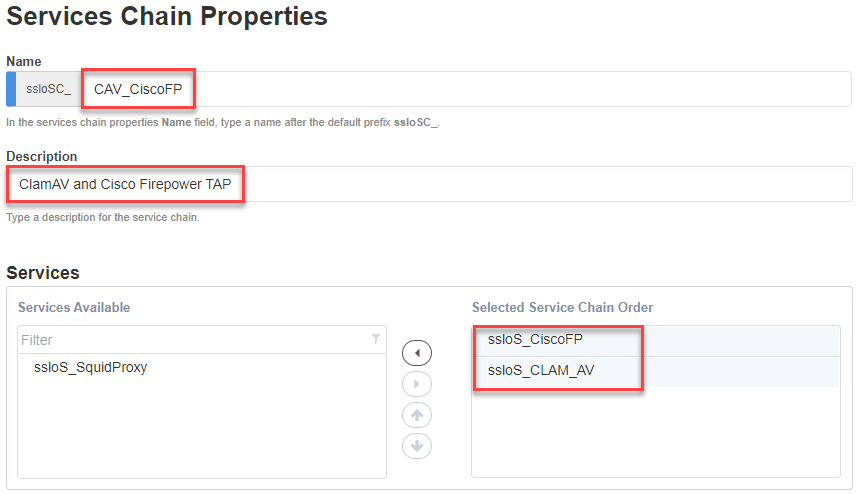 Services Chain Properties
Name
ssloSC_ CAV_CiscoFP
In the services chain properties Name field, type a name after the default prefix ssloSC_.
Description
ClamAV and Cisco Firepower TAP
Type a description for the service chain.
Services
Services Available
Filter
ssloS_SquidProxy
Selected Service Chain Order
ssloS_CiscoFP
ssloS_CLAM_AV